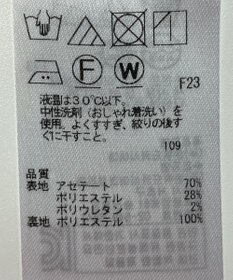 F
W
F23
液温は30℃以下。
中性洗剤(おしゃれ着洗い)を
使用。よくすすぎ、絞りの後す
ぐに干すこと。
109
品質
表地 アセテート 70%
ポリエステル 28%
ポリウレタン 2%
裏地 ポリエステル 100%